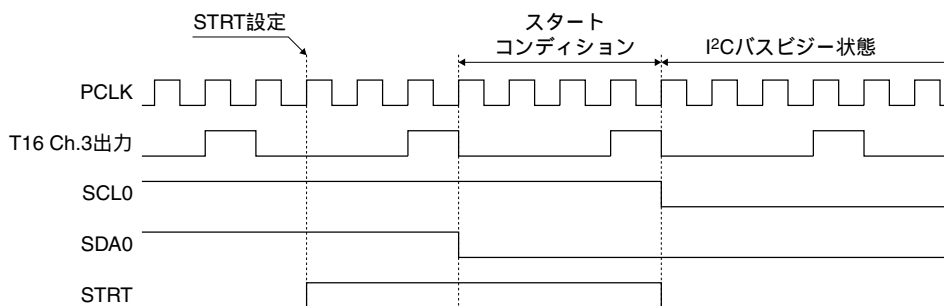 STRT設定
スタート
コンディション
I²Cバスビジー状態
PCLK
T16 Ch.3出力
SCL0
SDA0
STRT